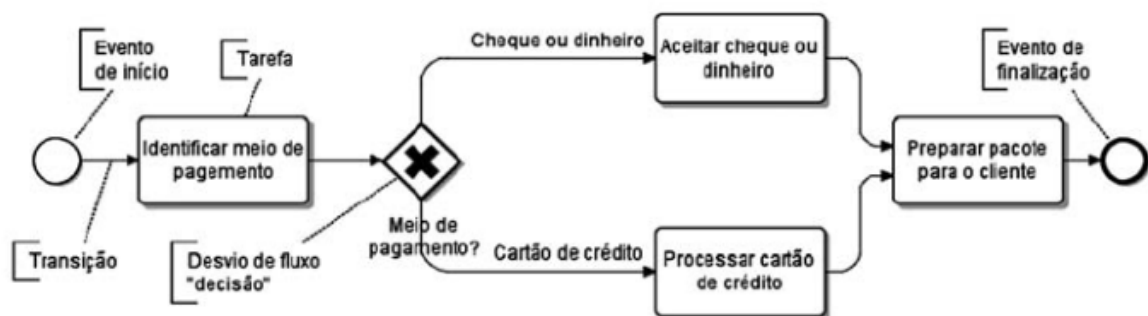 Evento
de início
Tarefa
Cheque ou dinheiro
Aceitar cheque ou
dinheiro
Evento de
finalização
Identificar meio de
pagemento
Preparar pacote
para o cliente
Transição
Desvio de fluxo
"decisão"
Meio de
pagamento?
Cartão de crédito
Processar cartão
de crédito